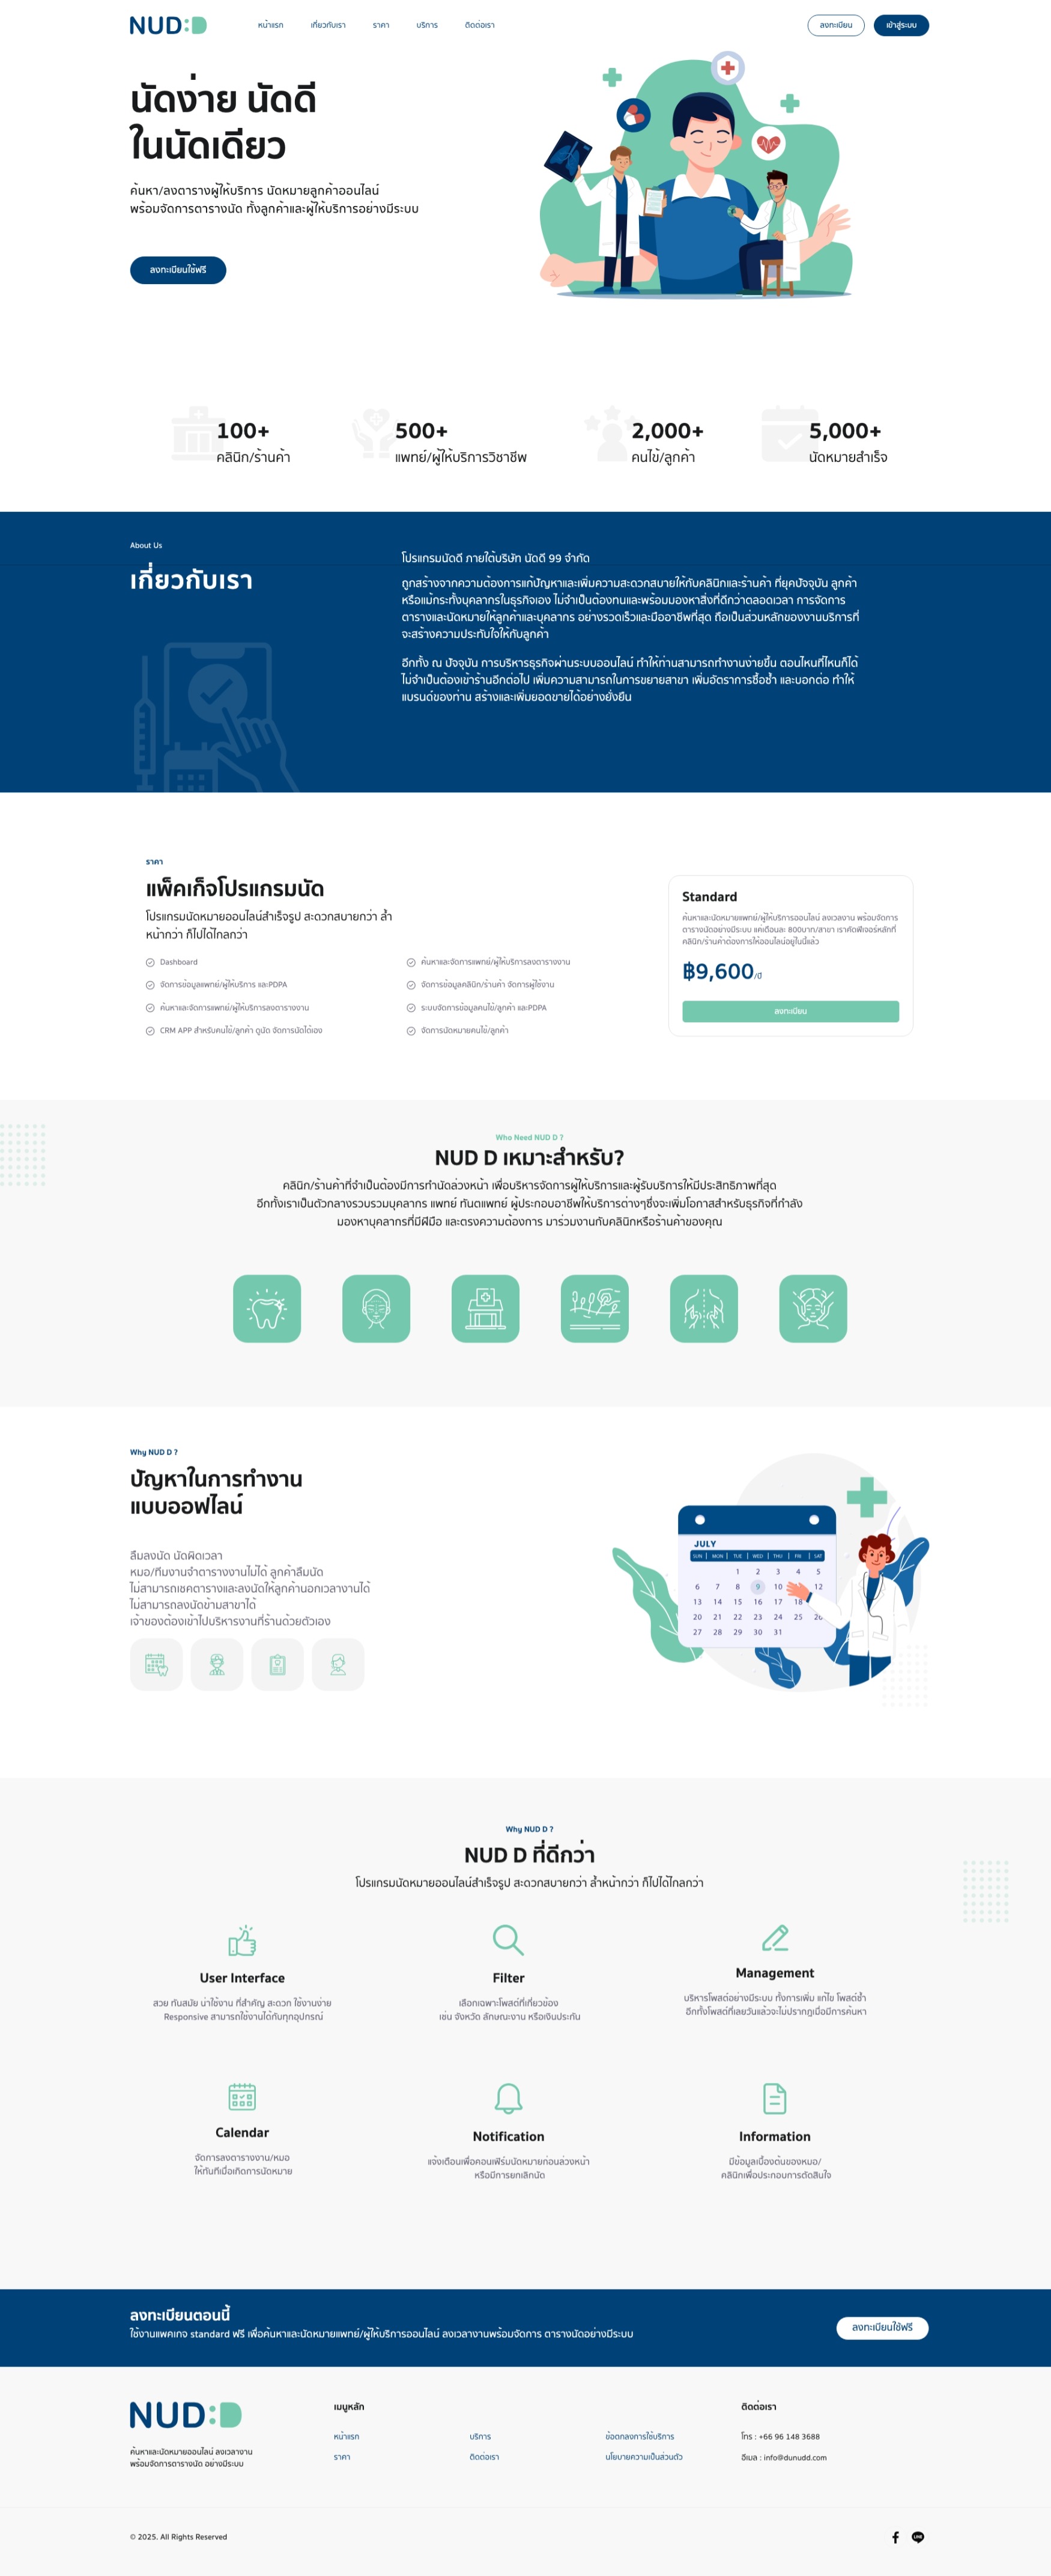 NUD:D
หน้าแรก
เกี่ยวกับเรา
ราคา
บริการ
ติดต่อเรา
ลงทะเบียน
เข้าสู่ระบบ
นัดง่าย นัดดี
ในนัดเดียว
ค้นหา/ลงตารางผู้ให้บริการ นัดหมายลูกค้าออนไลน์
พร้อมจัดการตารางนัด ทั้งลูกค้าและผู้ให้บริการอย่างมีระบบ
ลงทะเบียนใช้ฟรี
100+
คลินิก/ร้านค้า
500+
แพทย์/ผู้ให้บริการวิชาชีพ
2,000+
คนไข้/ลูกค้า
5,000+
นัดหมายสำเร็จ
About Us
เกี่ยวกับเรา
โปรแกรมนัดดี ภายใต้บริษัท นัดดี 99 จำกัด
ถูกสร้างจากความต้องการแก้ปัญหาและเพิ่มความสะดวกสบายให้กับคลินิกและร้านค้า ที่ยุคปัจจุบัน ลูกค้า
หรือแม้กระทั่งบุคลากรในธุรกิจเอง ไม่จำเป็นต้องทนและพร้อมมองหาสิ่งที่ดีกว่าตลอดเวลา การจัดการ
ตารางและนัดหมายให้ลูกค้าและบุคลากร อย่างรวดเร็วและมืออาชีพที่สุด ถือเป็นส่วนหลักของงานบริการที่
จะสร้างความประทับใจให้กับลูกค้า
อีกทั้ง ณ ปัจจุบัน การบริหารธุรกิจผ่านระบบออนไลน์ ทำให้ท่านสามารถทำงานง่ายขึ้น ตอนไหนที่ไหนก็ได้
ไม่จำเป็นต้องเข้าร้านอีกต่อไป เพิ่มความสามารถในการขยายสาขา เพิ่มอัตราการซื้อซ้ำ และบอกต่อ ทำให้
แบรนด์ของท่าน สร้างและเพิ่มยอดขายได้อย่างยั่งยืน
ราคา
แพ็คเก็จโปรแกรมนัด
โปรแกรมนัดหมายออนไลน์สำเร็จรูป สะดวกสบายกว่า ล้ำ
หน้ากว่า ก็ไปได้ไกลกว่า
Dashboard
ค้นหาและจัดการแพทย์/ผู้ให้บริการลงตารางงาน
จัดการข้อมูลแพทย์/ผู้ให้บริการ และPDPA
จัดการข้อมูลคลินิก/ร้านค้า จัดการผู้ใช้งาน
ค้นหาและจัดการแพทย์/ผู้ให้บริการลงตารางงาน
ระบบจัดการข้อมูลคนไข้/ลูกค้า และPDPA
CRM APP สำหรับคนไข้/ลูกค้า ดูนัด จัดการนัดได้เอง
จัดการนัดหมายคนไข้/ลูกค้า
Standard
ค้นหาและนัดหมายแพทย์/ผู้ให้บริการออนไลน์ ลงเวลงาน พร้อมจัดการ
ตารางนัดอย่างมีระบบ แค่เดือนละ 800บาท/สาขา เราคัดฟีเจอร์หลักที่
คลินิก/ร้านค้าต้องการให้ออนไลน์อยู่ในนี้แล้ว
฿9,600/ปี
ลงทะเบียน
Who Need NUD D ?
NUD D เหมาะสำหรับ?
คลินิก/ร้านค้าที่จำเป็นต้องมีการทำนัดล่วงหน้า เพื่อบริหารจัดการผู้ให้บริการและผู้รับบริการให้มีประสิทธิภาพที่สุด
อีกทั้งเราเป็นตัวกลางรวบรวมบุคลากร แพทย์ ทันตแพทย์ ผู้ประกอบอาชีพให้บริการต่างๆซึ่งจะเพิ่มโอกาสสำหรับธุรกิจที่กำลัง
มองหาบุคลากรที่มีฝีมือ และตรงความต้องการ มาร่วมงานกับคลินิกหรือร้านค้าของคุณ
Why NUD D ?
ปัญหาในการทำงาน
แบบออฟไลน์
ลืมลงนัด นัดผิดเวลา
หมอ/ทีมงานจำตารางงานไม่ได้ ลูกค้าลืมนัด
ไม่สามารถเชคตารางและลงนัดให้ลูกค้านอกเวลางานได้
ไม่สามารถลงนัดข้ามสาขาได้
เจ้าของต้องเข้าไปบริหารงานที่ร้านด้วยตัวเอง
JULY
SUN MON TUE WED THU FRI SAT
1 2 3 4 5
6 7 8 9 10 12
13 14 15 16 17 18
20 21 22 23 24 25 26
27 28 29 30 31
Why NUD D ?
NUD D ที่ดีกว่า
โปรแกรมนัดหมายออนไลน์สำเร็จรูป สะดวกสบายกว่า ล้ำหน้ากว่า ก็ไปได้ไกลกว่า
User Interface
สวย ทันสมัย น่าใช้งาน ที่สำคัญ สะดวก ใช้งานง่าย
Responsive สามารถใช้งานได้กับทุกอุปกรณ์
Filter
เลือกเฉพาะโพสต์ที่เกี่ยวข้อง
เช่น จังหวัด ลักษณะงาน หรือเงินประกัน
Management
บริหารโพสต์อย่างมีระบบ ทั้งการเพิ่ม แก้ไข โพสต์ซ้ำ
อีกทั้งโพสต์ที่เลยวันแล้วจะไม่ปรากฏเมื่อมีการค้นหา
Calendar
จัดการลงตารางงาน/หมอ
ให้ทันทีเมื่อเกิดการนัดหมาย
Notification
แจ้งเตือนเพื่อคอนเฟิร์มนัดหมายก่อนล่วงหน้า
หรือมีการยกเลิกนัด
Information
มีข้อมูลเบื้องต้นของหมอ/
คลินิกเพื่อประกอบการตัดสินใจ
ลงทะเบียนตอนนี้
ใช้งานแพคเกจ standard ฟรี เพื่อค้นหาและนัดหมายแพทย์/ผู้ให้บริการออนไลน์ ลงเวลางานพร้อมจัดการ ตารางนัดอย่างมีระบบ
ลงทะเบียนใช้ฟรี
NUD:D
ค้นหาและนัดหมายออนไลน์ ลงเวลางาน
พร้อมจัดการตารางนัด อย่างมีระบบ
เมนูหลัก
หน้าแรก
บริการ
ข้อตกลงการใช้บริการ
ราคา
ติดต่อเรา
นโยบายความเป็นส่วนตัว
ติดต่อเรา
โทร : +66 96 148 3688
อีเมล : info@dunudd.com
© 2025. All Rights Reserved
LINE